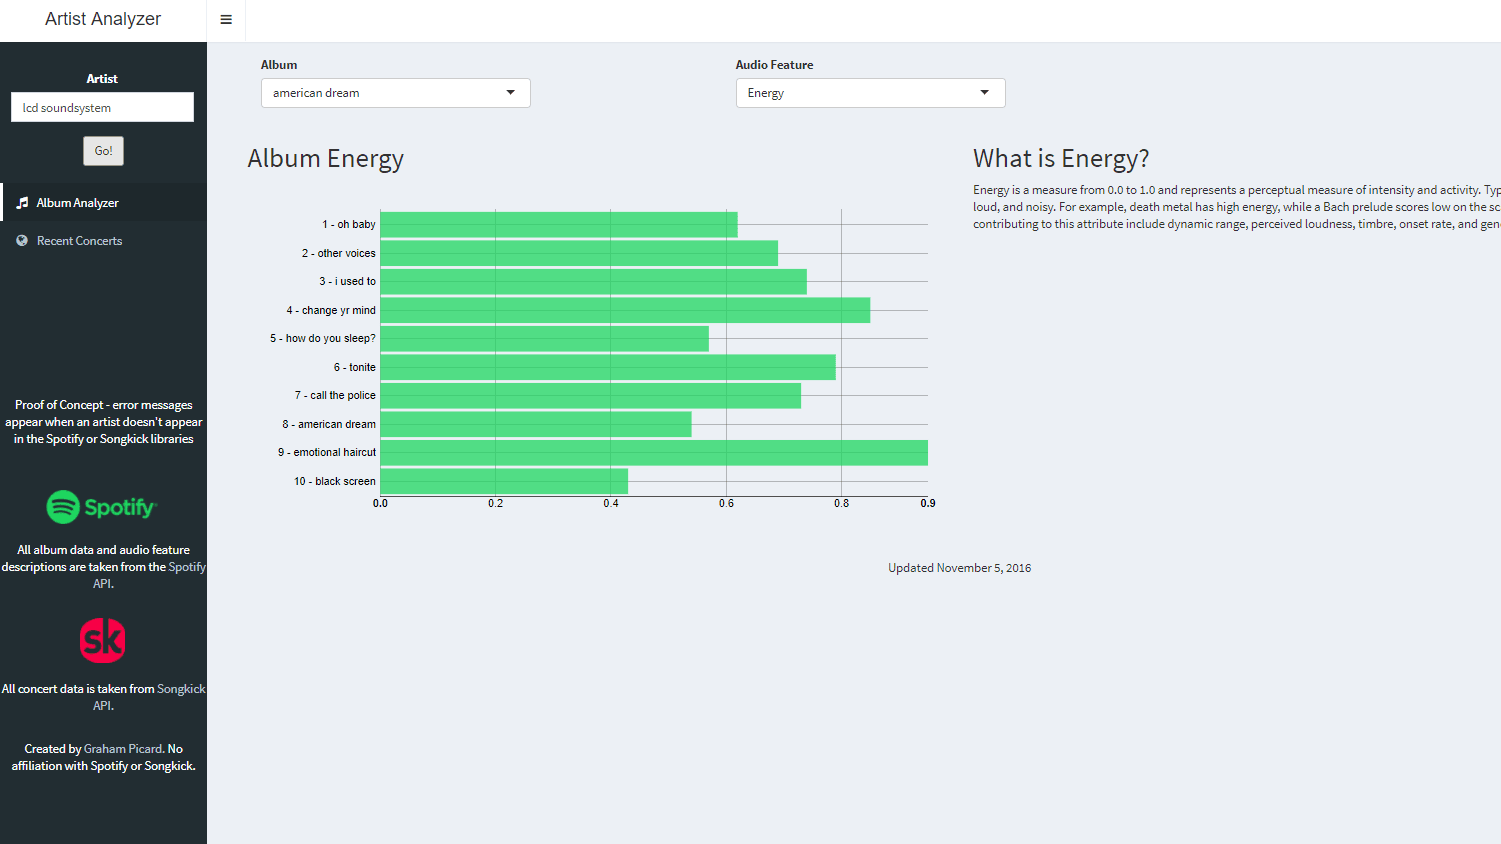 Artist Analyzer
Artist
lcd soundsystem
Go!
Album Analyzer
Recent Concerts
Proof of Concept - error messages
appear when an artist doesn't appear
in the Spotify or Songkick libraries
Spotify
All album data and audio feature
descriptions are taken from the Spotify
API.
sk
All concert data is taken from Songkick
API.
Created by Graham Picard. No
affiliation with Spotify or Songkick.
Album
american dream
Audio Feature
Energy
Album Energy
1 - oh baby
2 - other voices
3 - i used to
4 - change yr mind
5 - how do you sleep?
6 - tonite
7 - call the police
8 - american dream
9 - emotional haircut
10 - black screen
0.0 0.2 0.4 0.6 0.8 0.9
What is Energy?
Energy is a measure from 0.0 to 1.0 and represents a perceptual measure of intensity and activity. Typ
loud, and noisy. For example, death metal has high energy, while a Bach prelude scores low on the sc
contributing to this attribute include dynamic range, perceived loudness, timbre, onset rate, and gene
Updated November 5, 2016